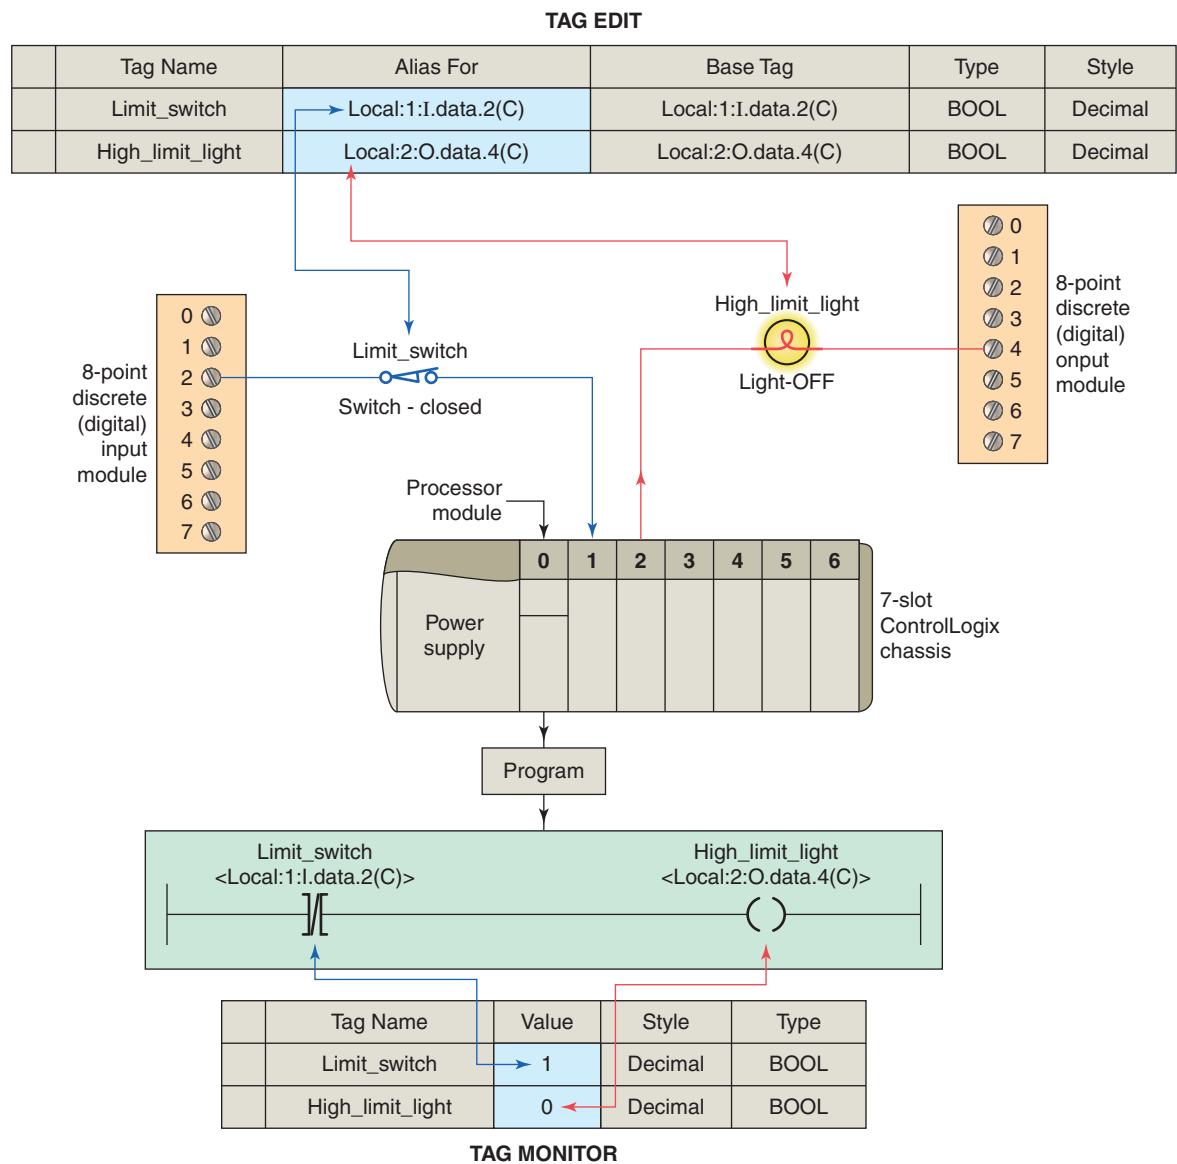 TAG EDIT
Tag Name Alias For Base Tag Type Style
Limit_switch Local:1:I.data.2(C) Local:1:I.data.2(C) BOOL Decimal
High_limit_light Local:2:O.data.4(C) Local:2:O.data.4(C) BOOL Decimal
0
1
2
3
4
5
6
7
8-point
discrete
(digital)
onput
module
High_limit_light
Light-OFF
8-point
discrete
(digital)
input
module
0
1
2
3
4
5
6
7
Limit_switch
Switch - closed
Processor
module
0 1 2 3 4 5 6
Power
supply
7-slot
ControlLogix
chassis
Program
Limit_switch
<Local:1:I.data.2(C)>
High_limit_light
<Local:2:O.data.4(C)>
Tag Name Value Style Type
Limit_switch 1 Decimal BOOL
High_limit_light 0 Decimal BOOL
TAG MONITOR